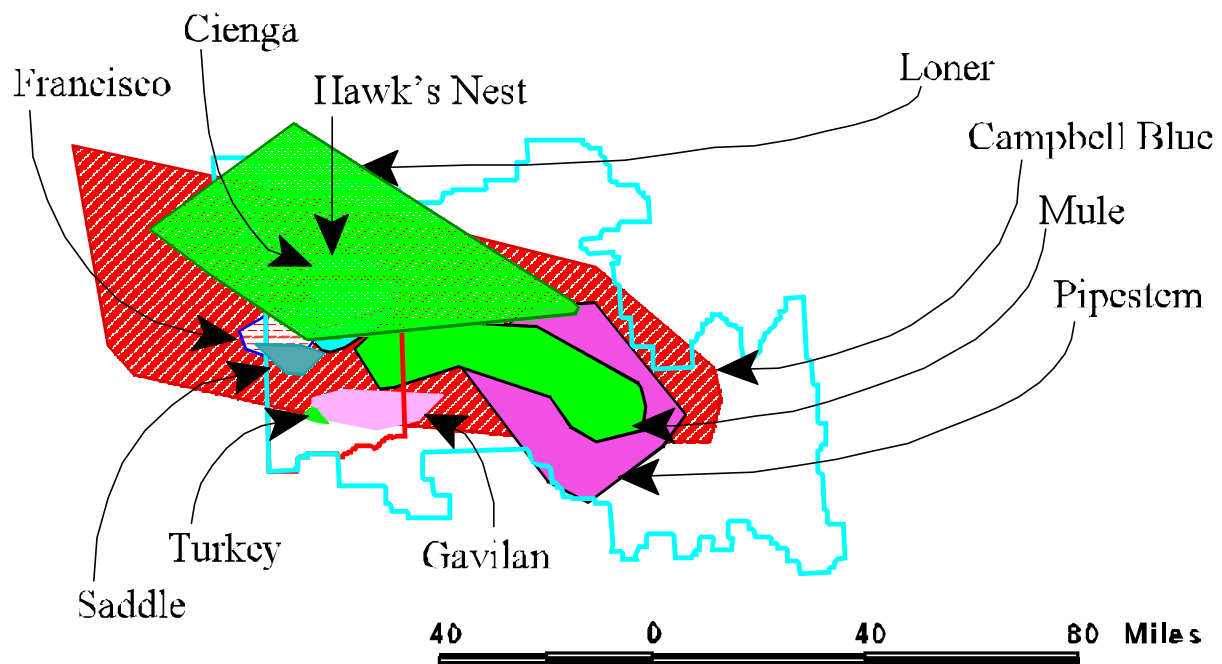 Cienga
Francisco
Hawk's Nest
Loner
Campbell Blue
Mule
Pipestem
Turkey
Gavilan
Saddle
40 0 40 80 Miles